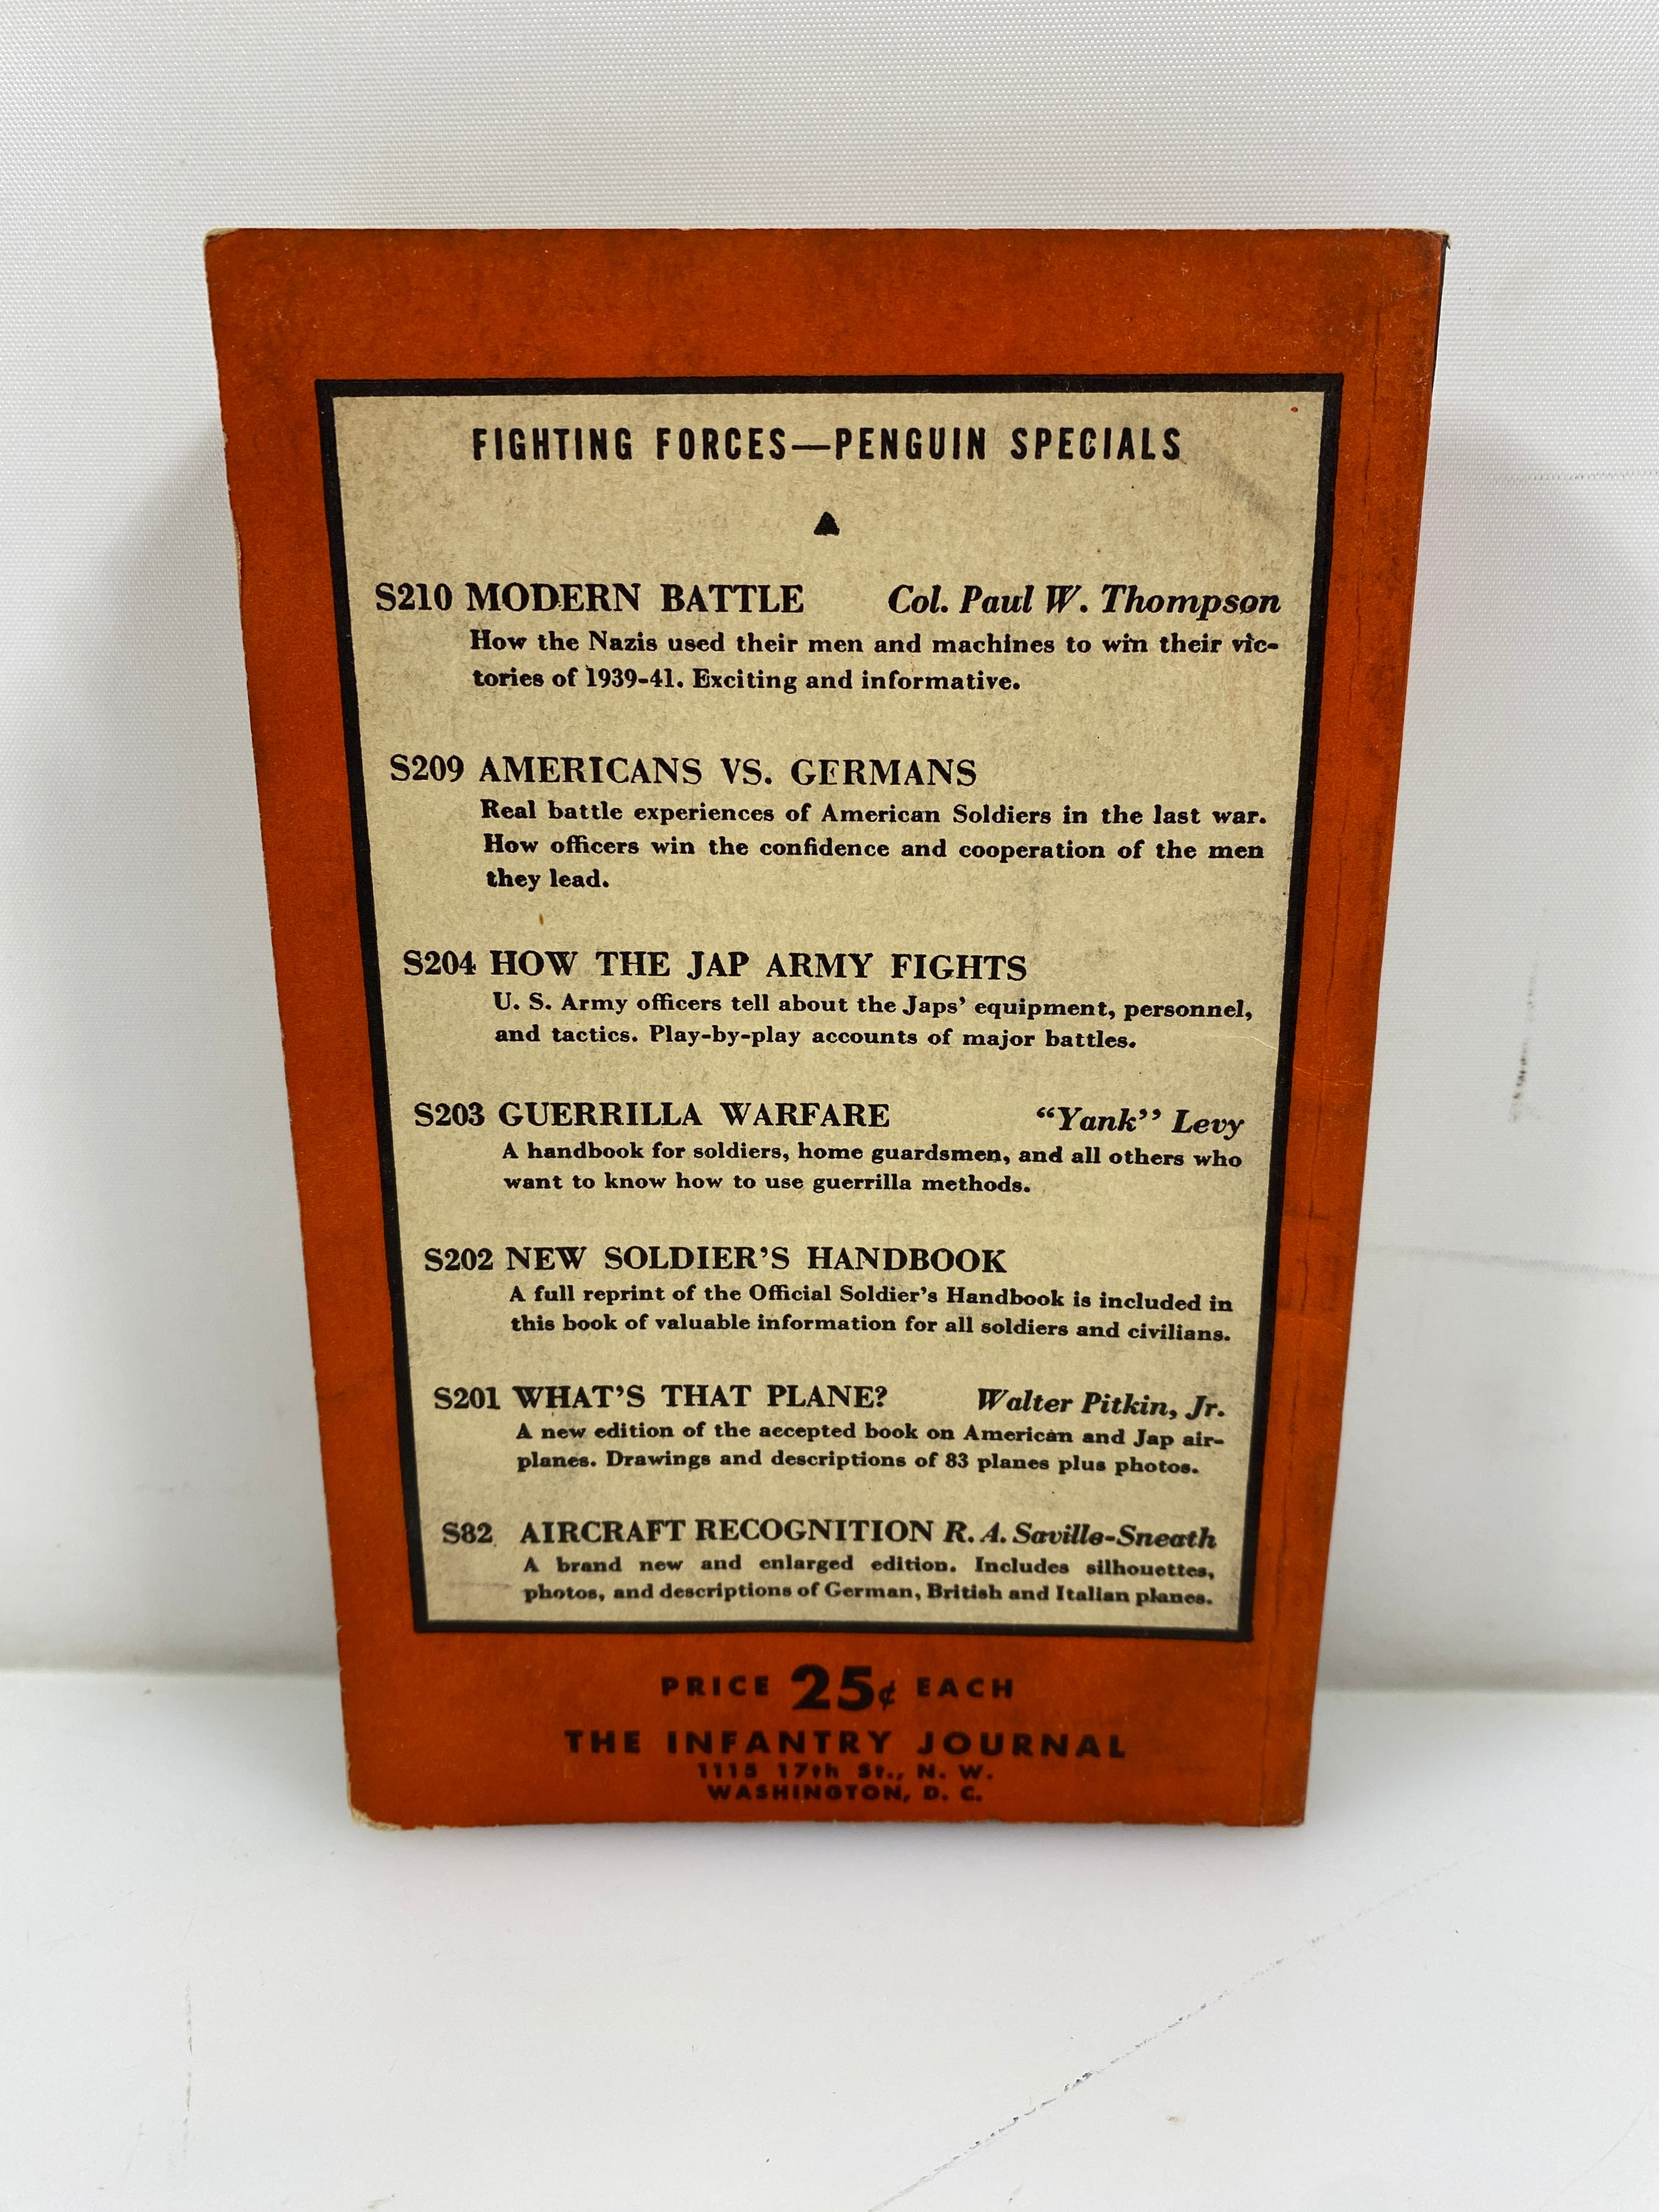 FIGHTING FORCES—PENGUIN SPECIALS
S210 MODERN BATTLE Col. Paul W. Thompson
How the Nazis used their men and machines to win their vic-
tories of 1939-41. Exciting and informative.
S209 AMERICANS VS. GERMANS
Real battle experiences of American Soldiers in the last war.
How officers win the confidence and cooperation of the men
they lead.
S204 HOW THE JAP ARMY FIGHTS
U. S. Army officers tell about the Japs' equipment, personnel,
and tactics. Play-by-play accounts of major battles.
S203 GUERRILLA WARFARE "Yank" Levy
A handbook for soldiers, home guardsmen, and all others who
want to know how to use guerrilla methods.
S202 NEW SOLDIER'S HANDBOOK
A full reprint of the Official Soldier's Handbook is included in
this book of valuable information for all soldiers and civilians.
S201 WHAT'S THAT PLANE? Walter Pitkin, Jr.
A new edition of the accepted book on American and Jap air-
planes. Drawings and descriptions of 83 planes plus photos.
S82 AIRCRAFT RECOGNITION R. A. Saville-Sneath
A brand new and enlarged edition. Includes silhouettes,
photos, and descriptions of German, British and Italian planes.
PRICE 25¢ EACH
THE INFANTRY JOURNAL
1115 17th St., N. W.
WASHINGTON, D. C.